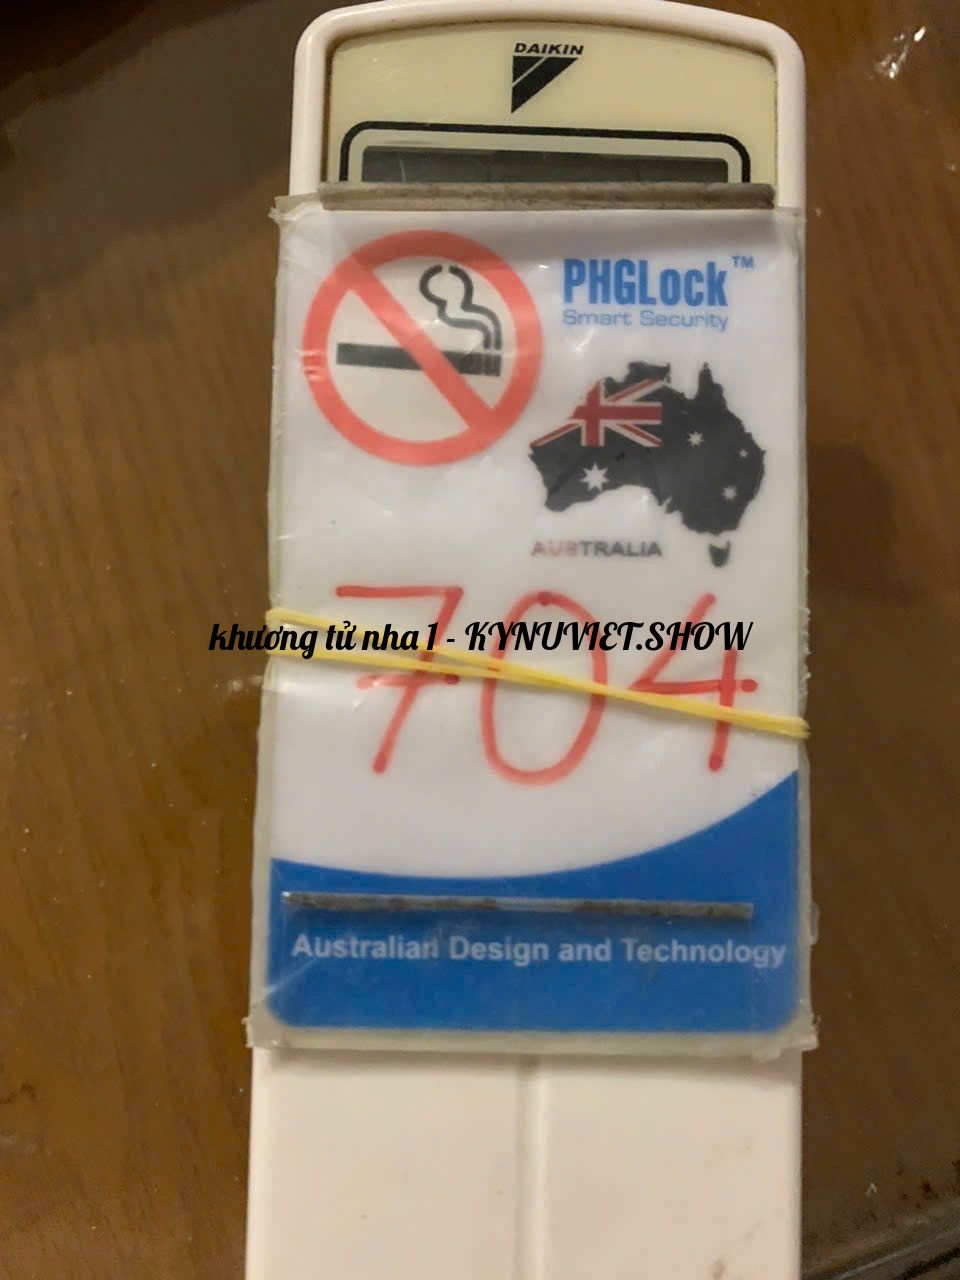 DAIKIN
PHGLock™
Smart Security
AUSTRALIA
704
khương tử nha 1 - KYNUVIET.SHOW
Australian Design and Technology